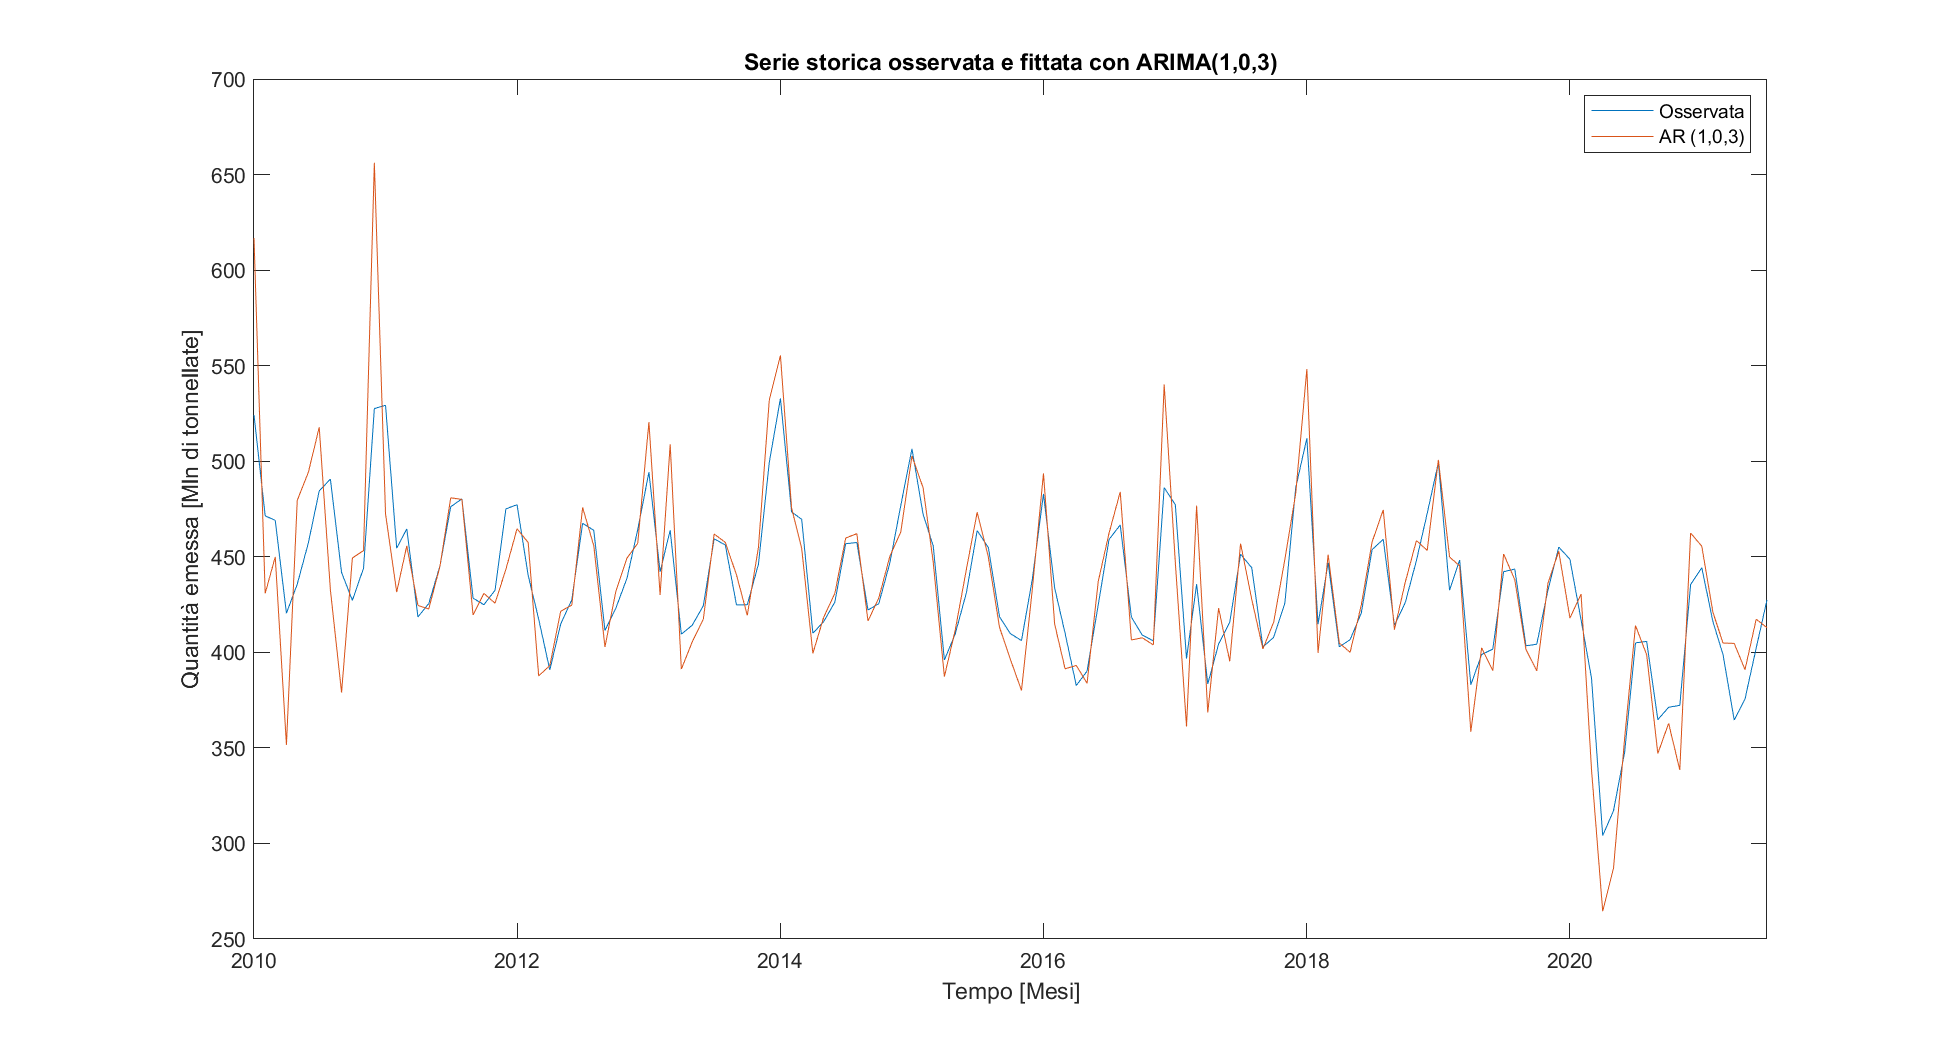 Serie storica osservata e fittata con ARIMA(1,0,3)
700
650
600
550
500
450
400
350
300
250
Quantità emessa [Mln di tonnellate]
Osservata
AR (1,0,3)
2010 2012 2014 2016 2018 2020
Tempo [Mesi]